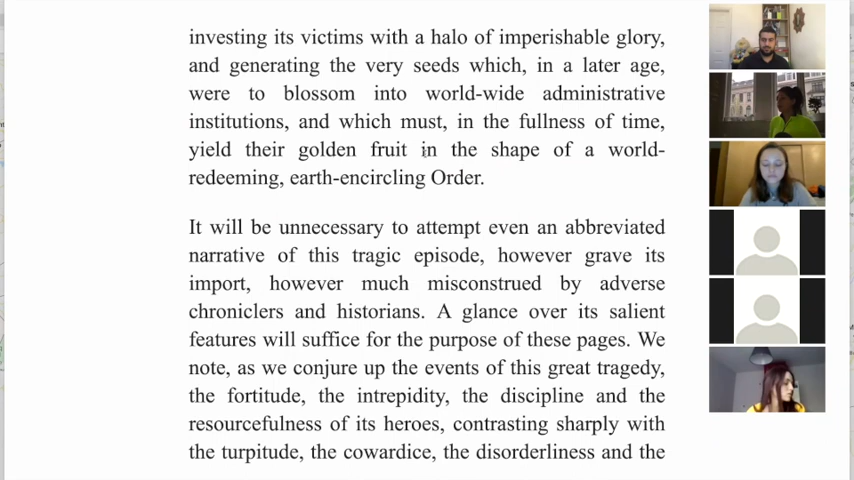 investing its victims with a halo of imperishable glory,
and generating the very seeds which, in a later age,
were to blossom into world-wide administrative
institutions, and which must, in the fullness of time,
yield their golden fruit in the shape of a world-
redeeming, earth-encircling Order.
It will be unnecessary to attempt even an abbreviated
narrative of this tragic episode, however grave its
import, however much misconstrued by adverse
chroniclers and historians. A glance over its salient
features will suffice for the purpose of these pages. We
note, as we conjure up the events of this great tragedy,
the fortitude, the intrepidity, the discipline and the
resourcefulness of its heroes, contrasting sharply with
the turpitude, the cowardice, the disorderliness and the